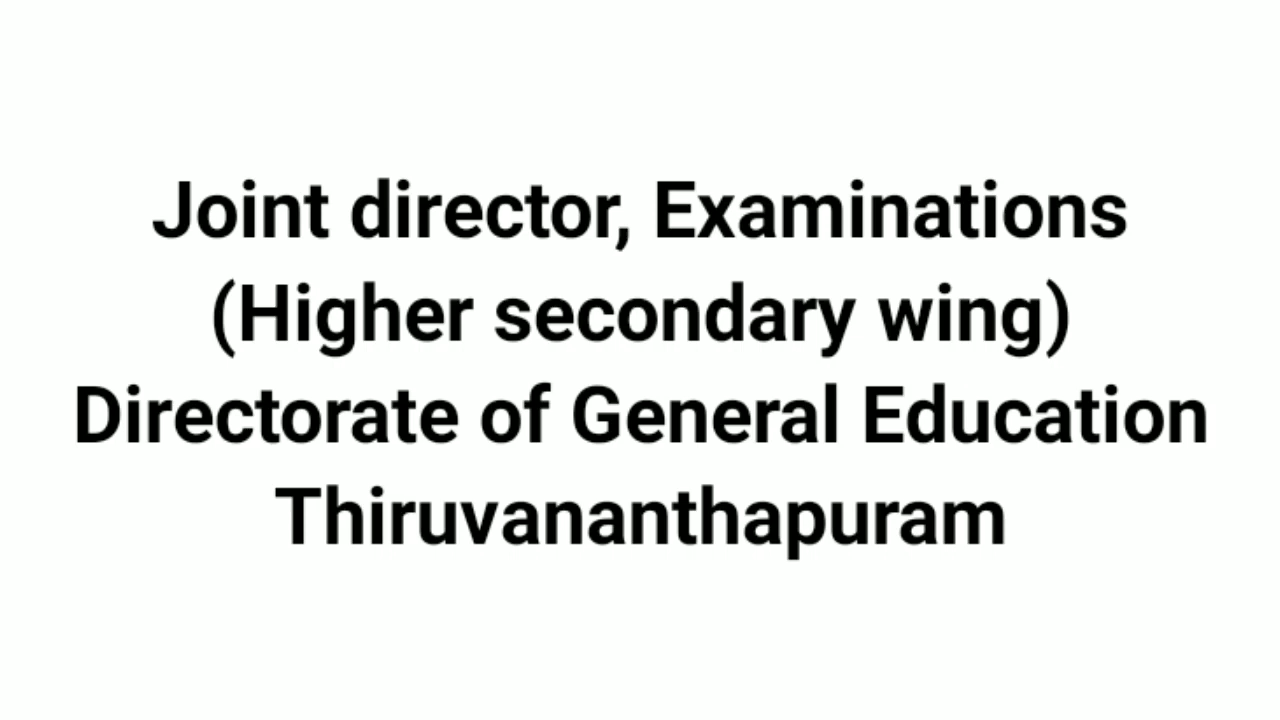 Joint director, Examinations
(Higher secondary wing)
Directorate of General Education
Thiruvananthapuram